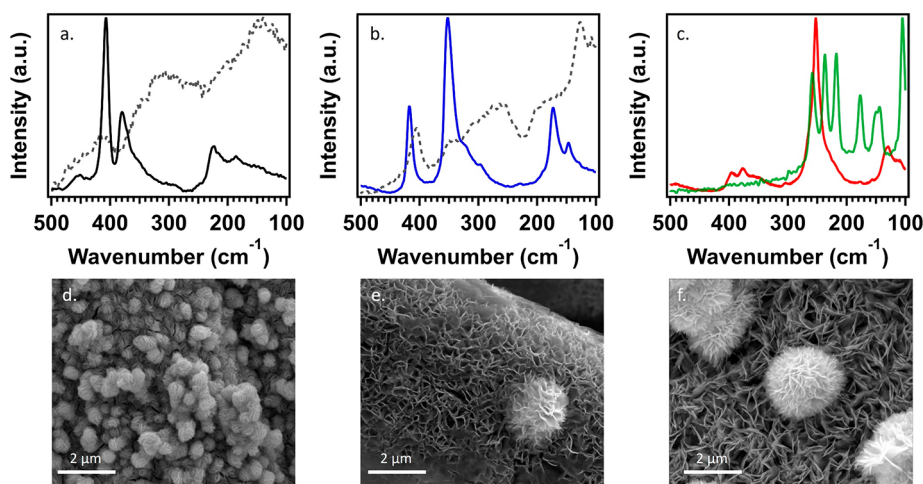 a.
b.
c.
Intensity (a.u.)
Intensity (a.u.)
Intensity (a.u.)
500 400 300 200 100
500 400 300 200 100
500 400 300 200 100
Wavenumber (cm⁻¹)
Wavenumber (cm⁻¹)
Wavenumber (cm⁻¹)
d.
e.
f.
2 μm
2 μm
2 μm